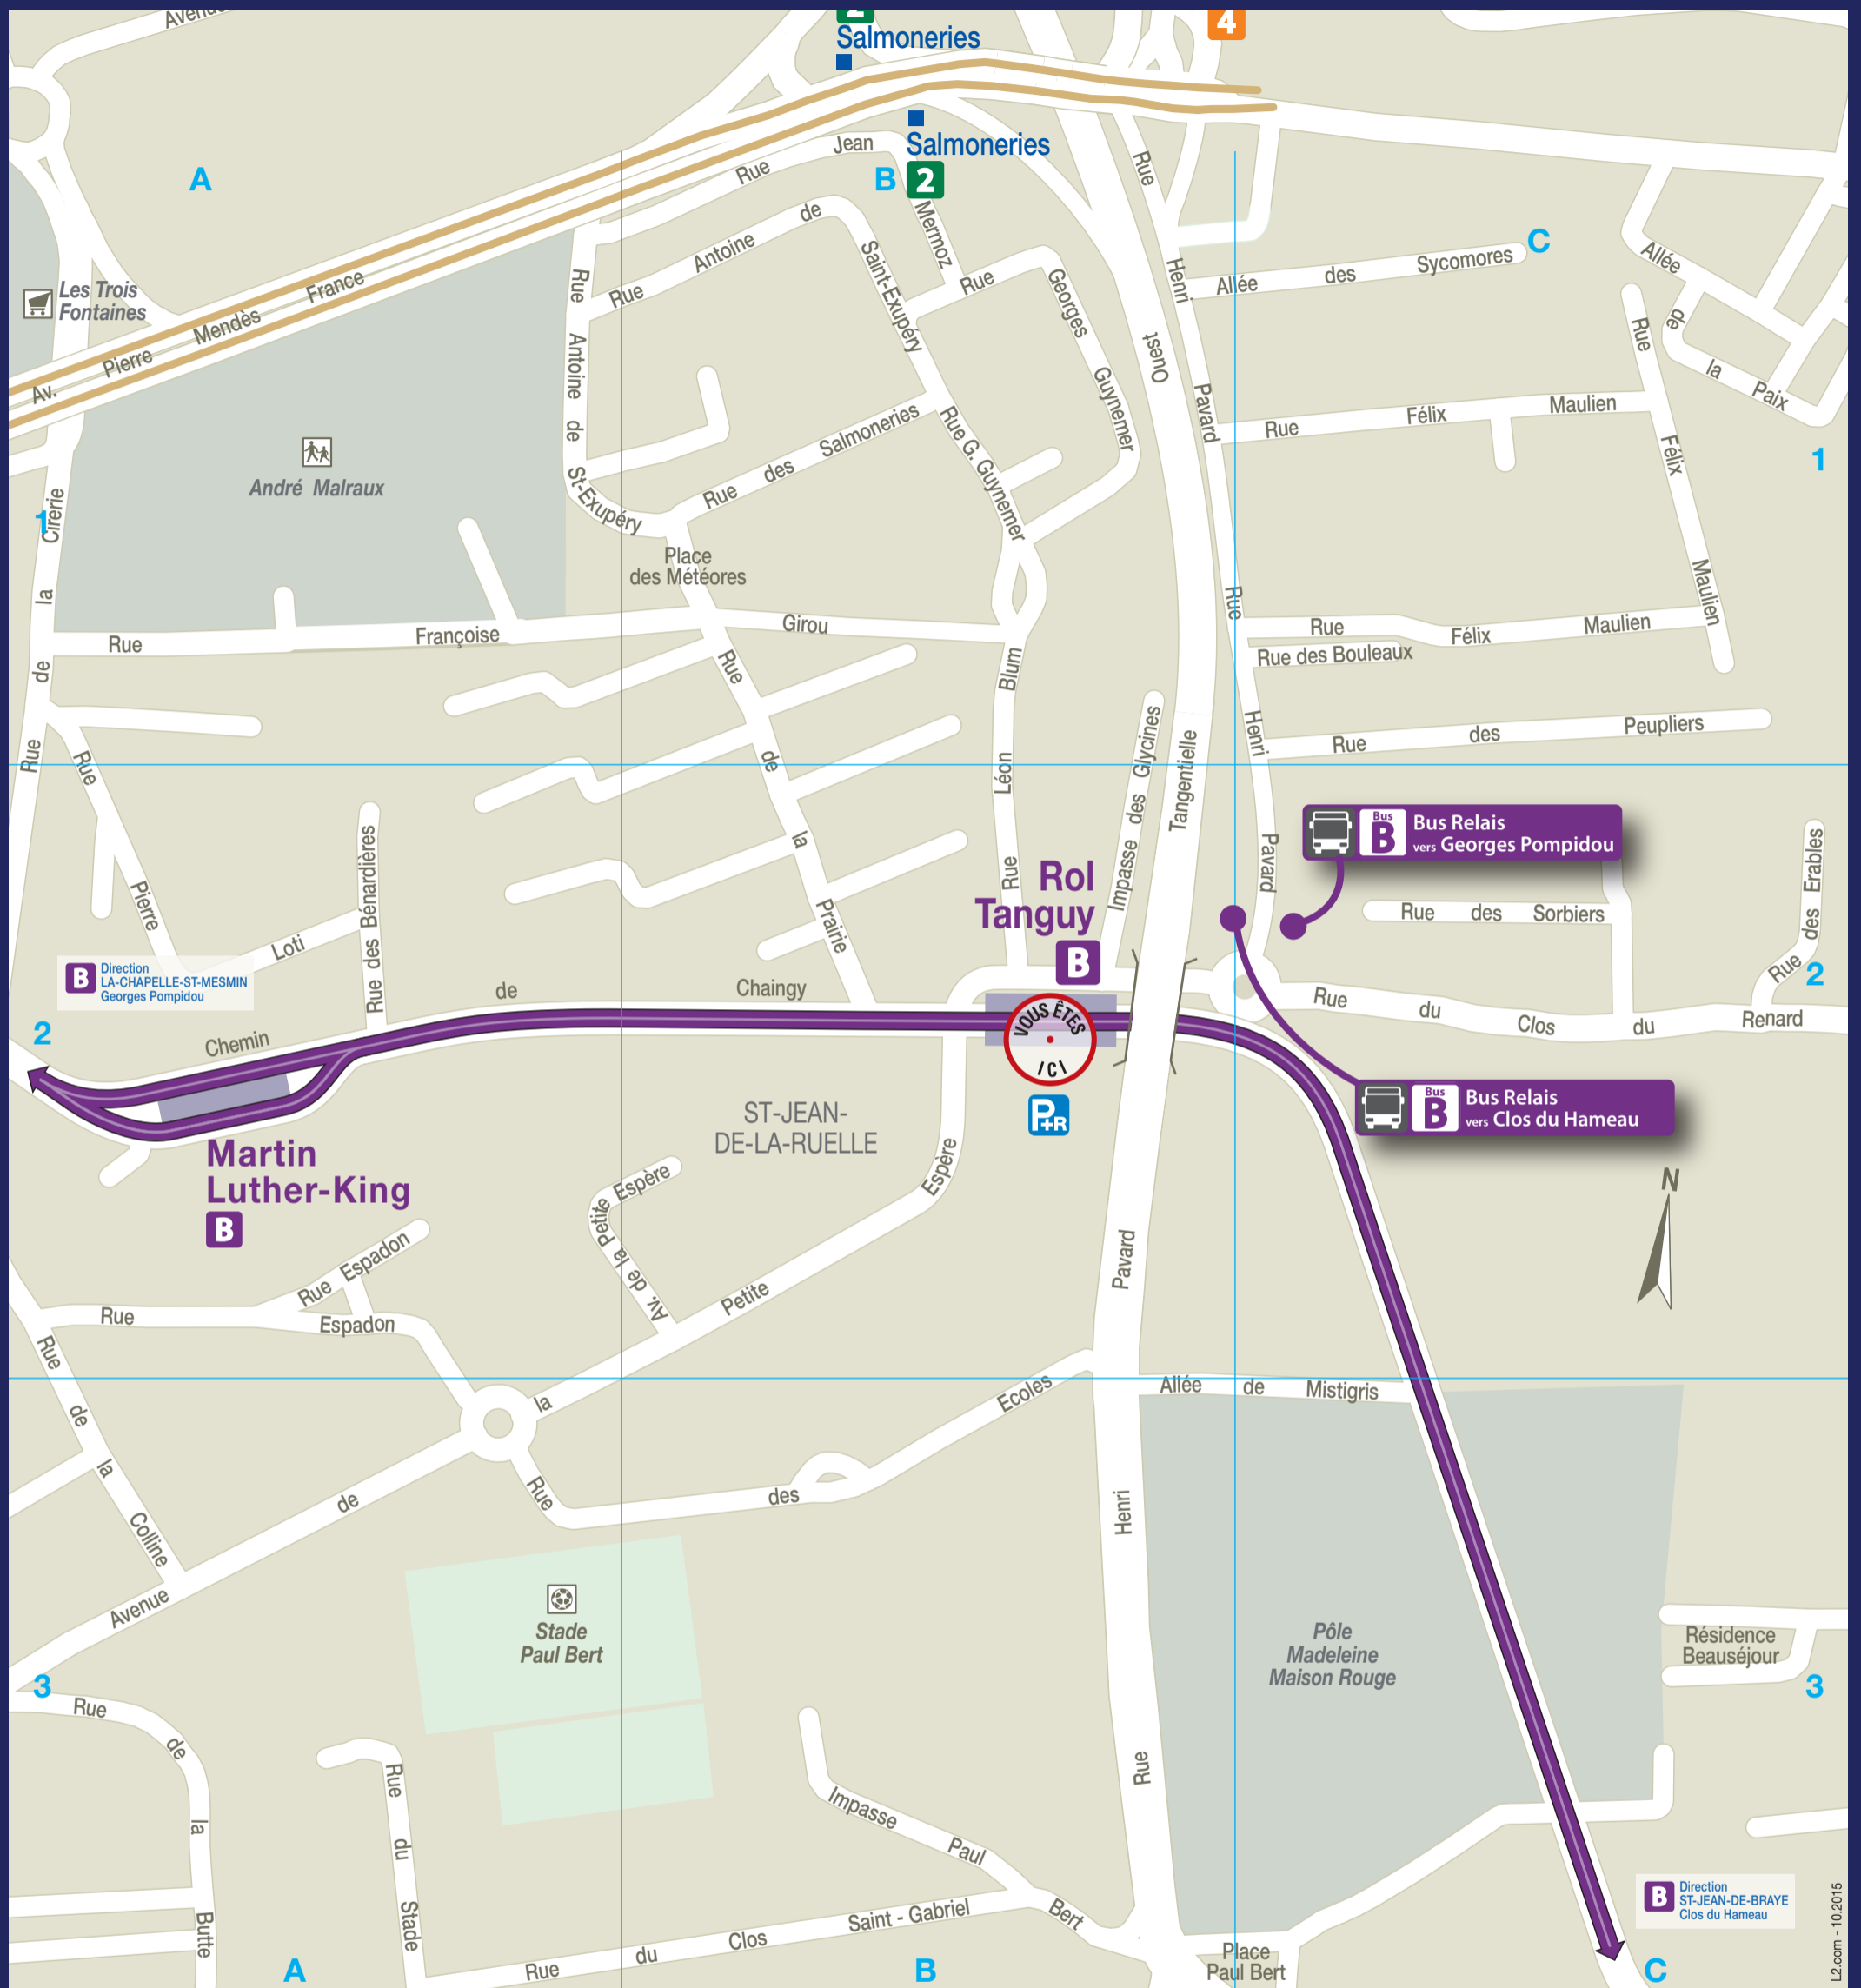 Avenue
2
Salmoneries
4
Salmoneries
2
A
B
C
Rue Jean Mermoz
Rue Antoine de Saint-Exupéry
Rue Antoine de St-Exupéry
Rue Georges Guynemer
Rue G. Guynemer
Rue Henri Pavard
Ouest
Allée des Sycomores
Allée de la Paix
Les Trois
Fontaines
Av. Pierre Mendès France
Rue Félix Maulien
Rue Félix Maulien
1
1
André Malraux
Rue des Salmoneries
Place
des Météores
Rue de la Cirerie
Rue Françoise Girou
Rue Félix Maulien
Rue des Bouleaux
Rue Henri Pavard
Rue des Peupliers
Rue de la Prairie
Rue Léon Blum
Impasse des Glycines
Tangentielle
Rue Pierre Loti
Rue des Bénardières
Bus Relais
vers Georges Pompidou
Bus
B
Rol
Tanguy
B
Rue des Sorbiers
Rue des Erables
B
Direction
LA-CHAPELLE-ST-MESMIN
Georges Pompidou
2
2
Chemin de Chaingy
Rue du Clos du Renard
VOUS ÊTES
ICI
P+R
Bus
B
Bus Relais
vers Clos du Hameau
ST-JEAN-
DE-LA-RUELLE
Martin
Luther-King
B
N
Av. de la Petite Espère
Rue Espadon
Rue Espadon
Avenue de la Petite Espère
Rue Henri Pavard
Rue de la Colline
Rue des Ecoles
Allée de Mistigris
Stade
Paul Bert
Pôle
Madeleine
Maison Rouge
Résidence
Beauséjour
3
3
Rue de la Butte
Rue du Stade
Impasse Paul Bert
Rue du Clos Saint - Gabriel
Place
Paul Bert
B
Direction
ST-JEAN-DE-BRAYE
Clos du Hameau
A
B
C
L2.com - 10.2015